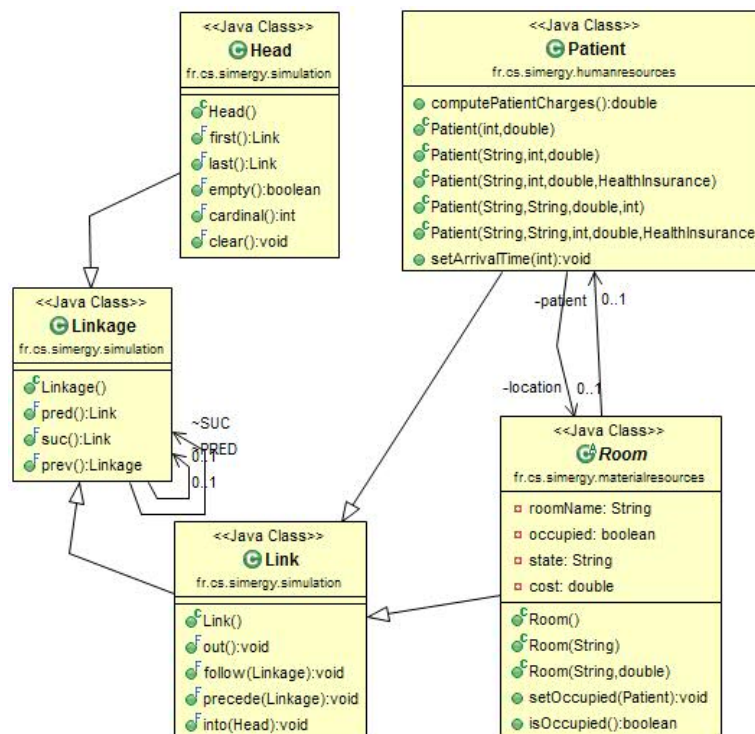 <<Java Class>>
Head
fr.cs.simergy.simulation
Head()
first():Link
last():Link
empty():boolean
cardinal():int
clear():void
<<Java Class>>
Patient
fr.cs.simergy.humanresources
computePatientCharges():double
Patient(int,double)
Patient(String,int,double)
Patient(String,int,double,HealthInsurance)
Patient(String,String,double,int)
Patient(String,String,int,double,HealthInsurance
setArrivalTime(int):void
<<Java Class>>
Linkage
fr.cs.simergy.simulation
Linkage()
pred():Link
suc():Link
prev():Linkage
~SUC
~PRED
0..1
0..1
~patient
0..1
~location
0..1
<<Java Class>>
Link
fr.cs.simergy.simulation
Link()
out():void
follow(Linkage):void
precede(Linkage):void
into(Head):void
<<Java Class>>
Room
fr.cs.simergy.materialresources
roomName: String
occupied: boolean
state: String
cost: double
Room()
Room(String)
Room(String,double)
setOccupied(Patient):void
isOccupied():boolean